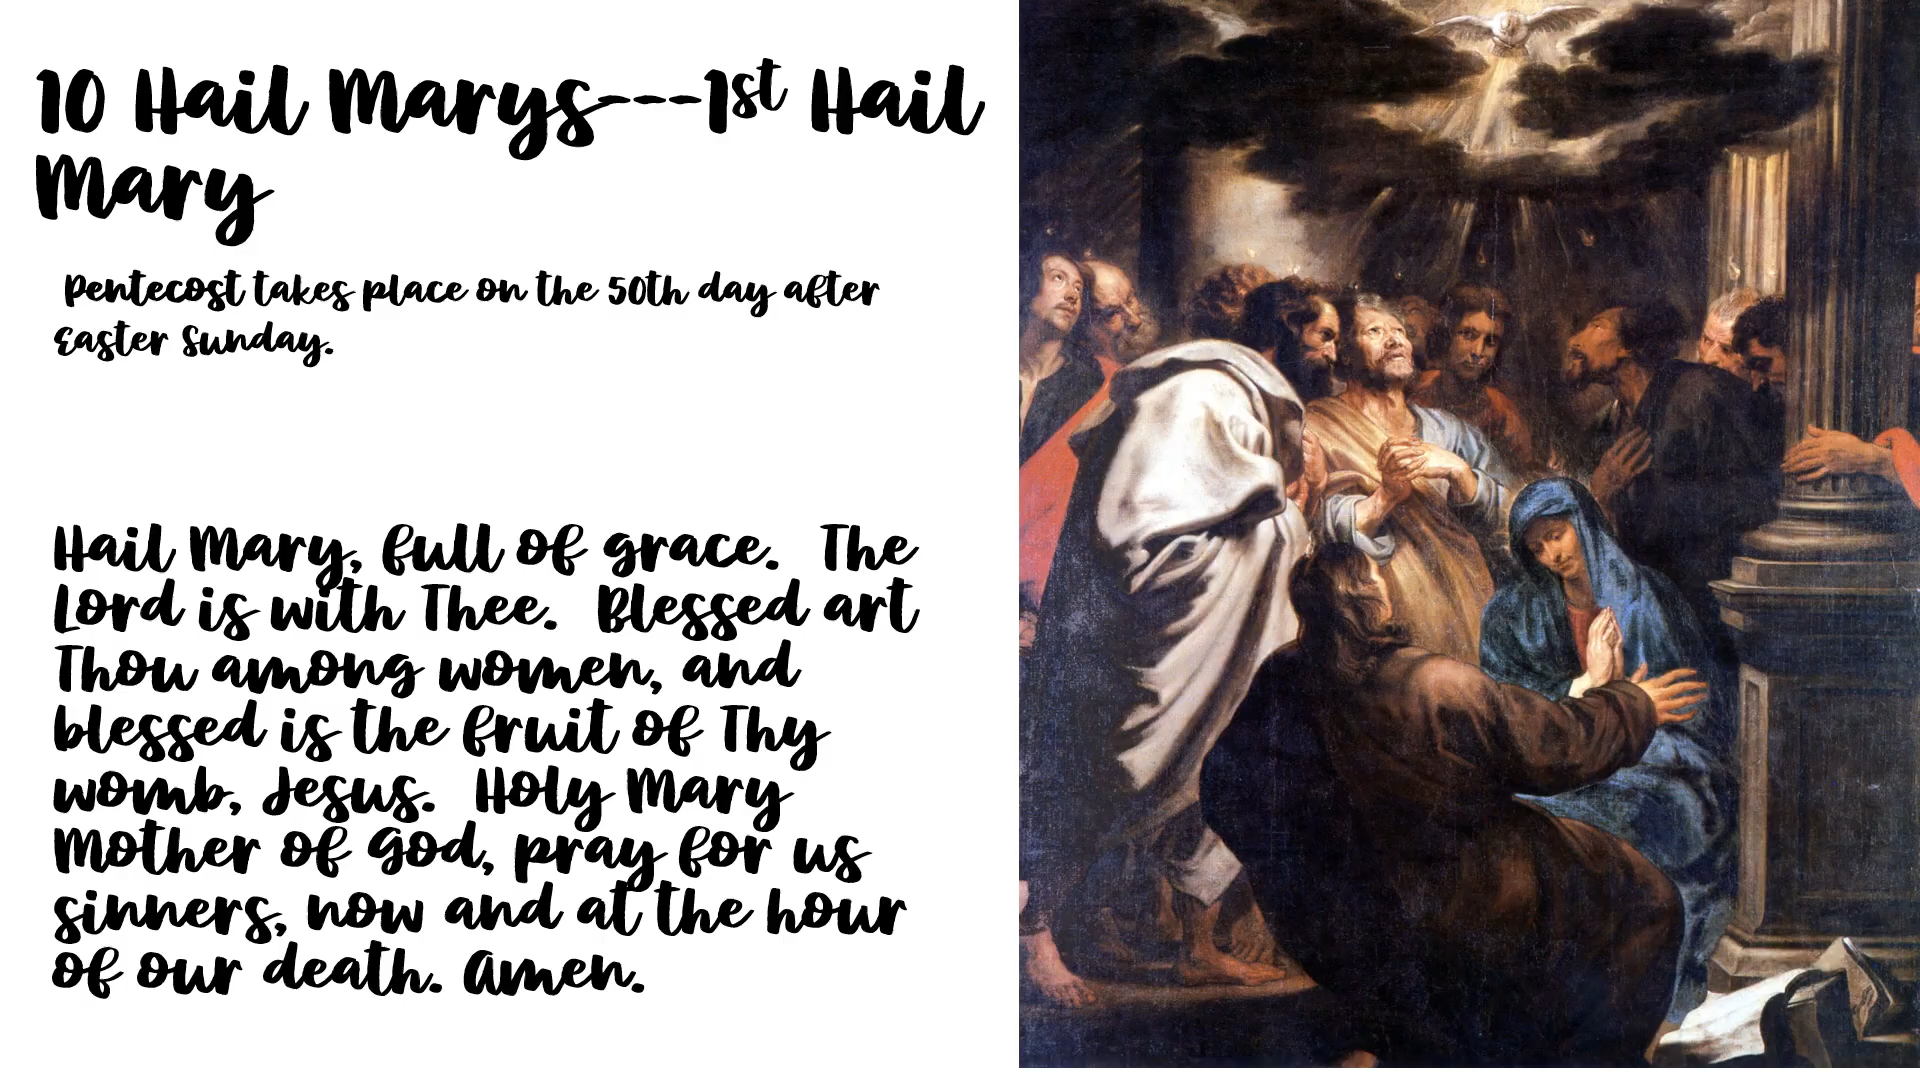 10 Hail Marys---1st Hail
Mary
Pentecost takes place on the 50th day after
Easter Sunday.
Hail Mary, full of grace.  The
Lord is with Thee.  Blessed art
Thou among women, and
blessed is the fruit of Thy
womb, Jesus.  Holy Mary
Mother of God, pray for us
sinners, now and at the hour
of our death. Amen.